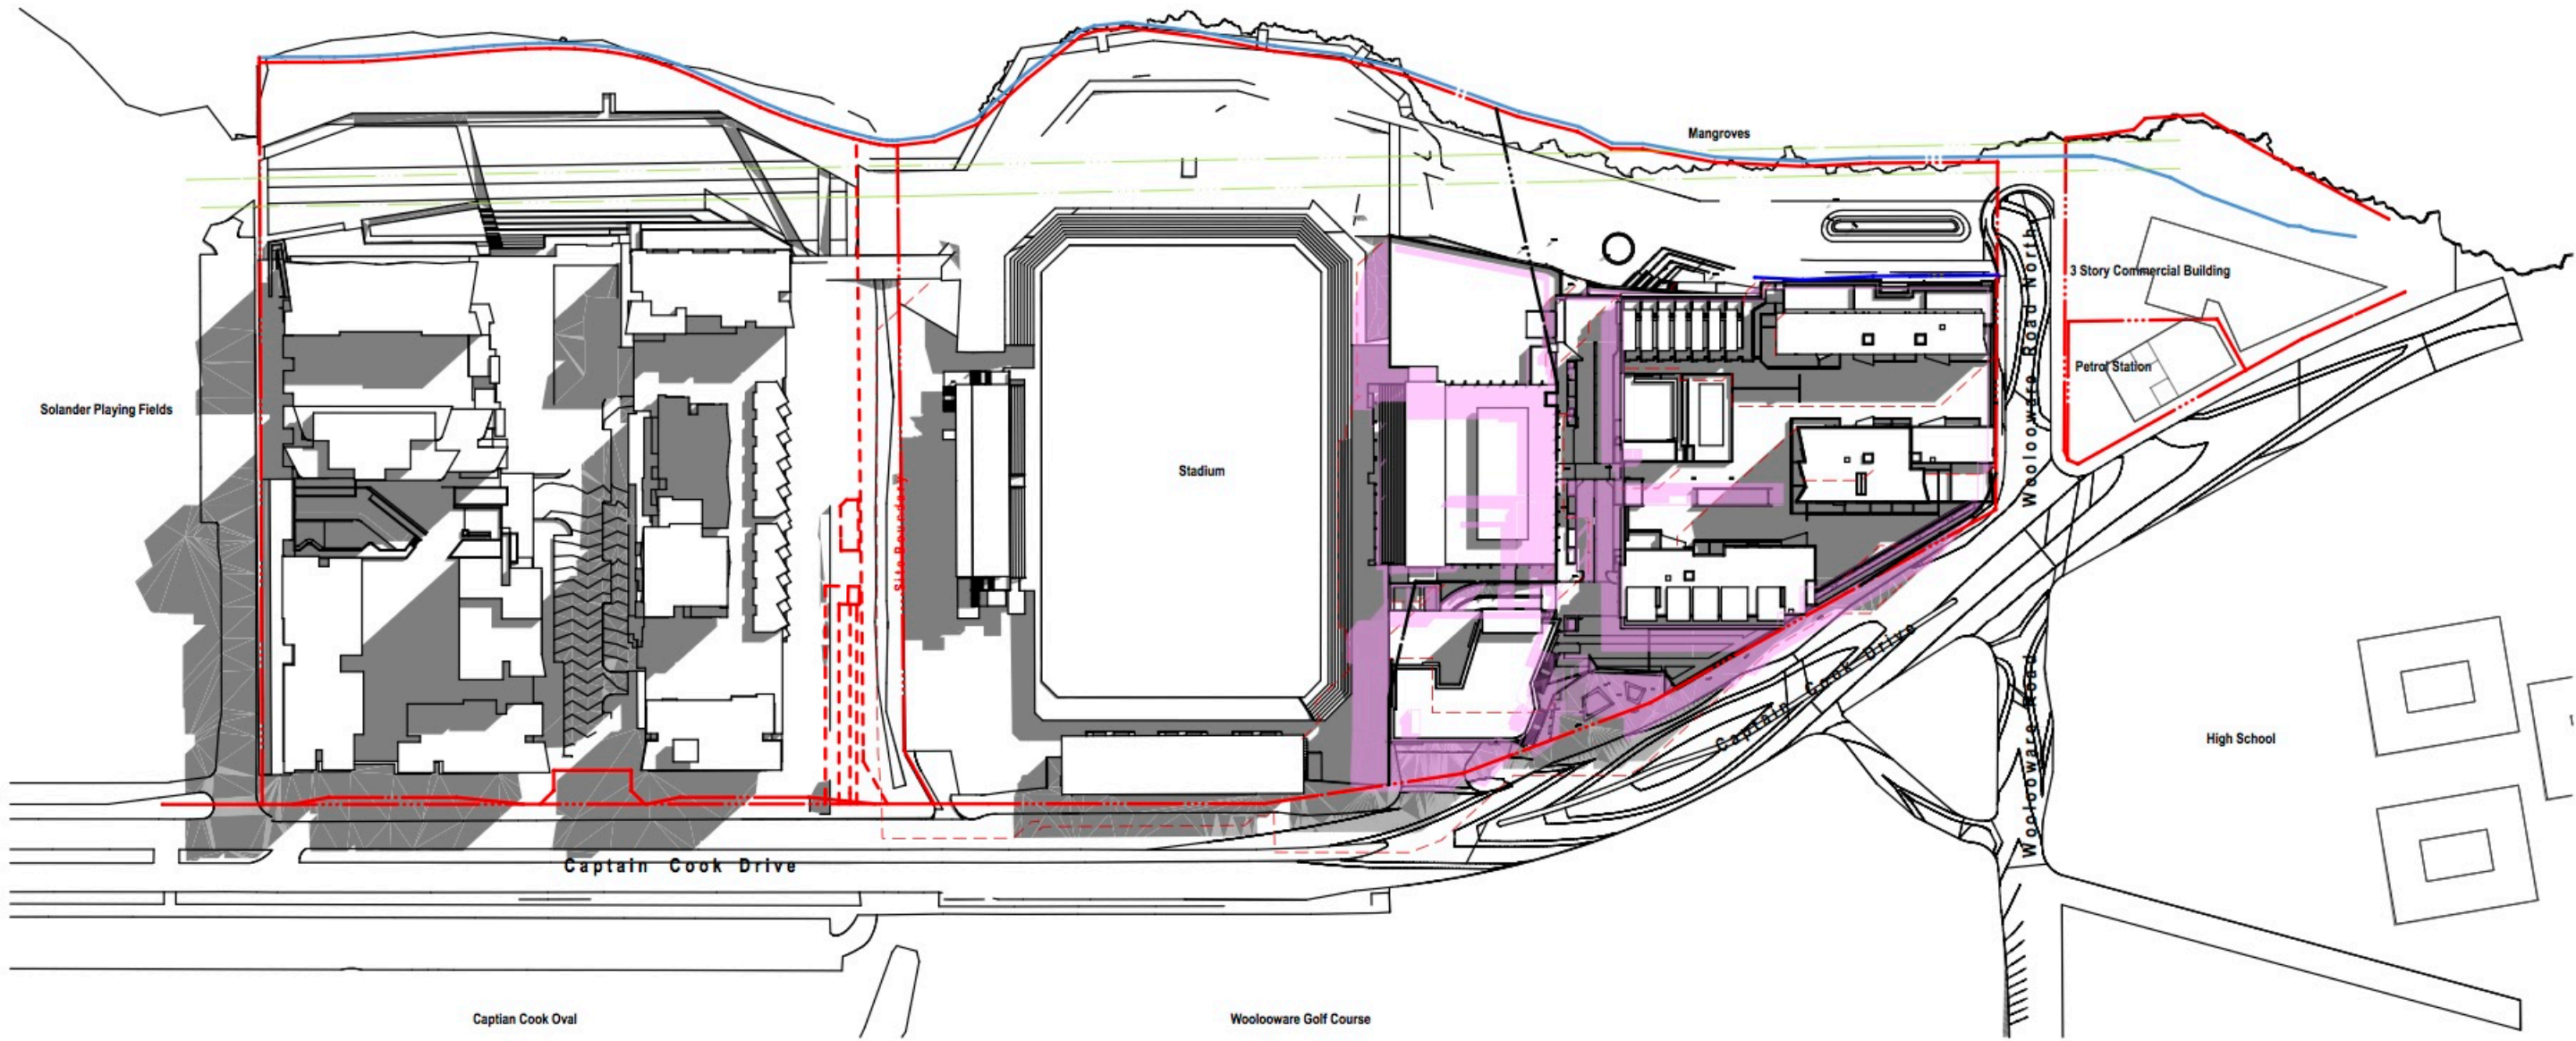 Mangroves
Woolooware Road North
3 Story Commercial Building
Petrol Station
Solander Playing Fields
Stadium
Site Boundary
Captain Cook Drive
Woolooware Road
High School
Captain Cook Drive
Captian Cook Oval
Woolooware Golf Course